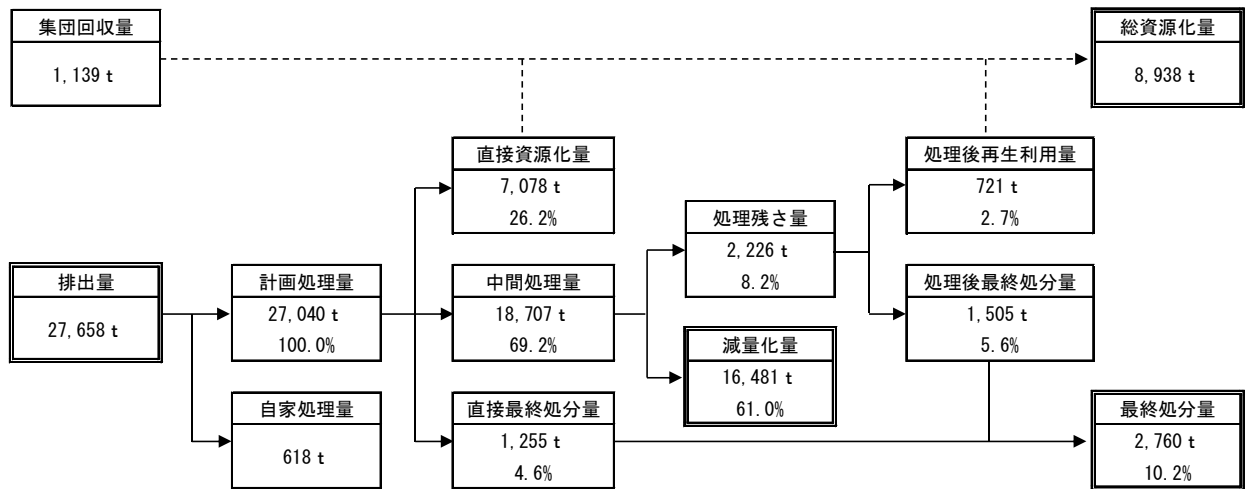 集団回収量
1,139 t
総資源化量
8,938 t
直接資源化量
7,078 t
26.2%
処理後再生利用量
721 t
2.7%
処理残さ量
2,226 t
8.2%
排出量
27,658 t
計画処理量
27,040 t
100.0%
中間処理量
18,707 t
69.2%
処理後最終処分量
1,505 t
5.6%
減量化量
16,481 t
61.0%
自家処理量
618 t
直接最終処分量
1,255 t
4.6%
最終処分量
2,760 t
10.2%